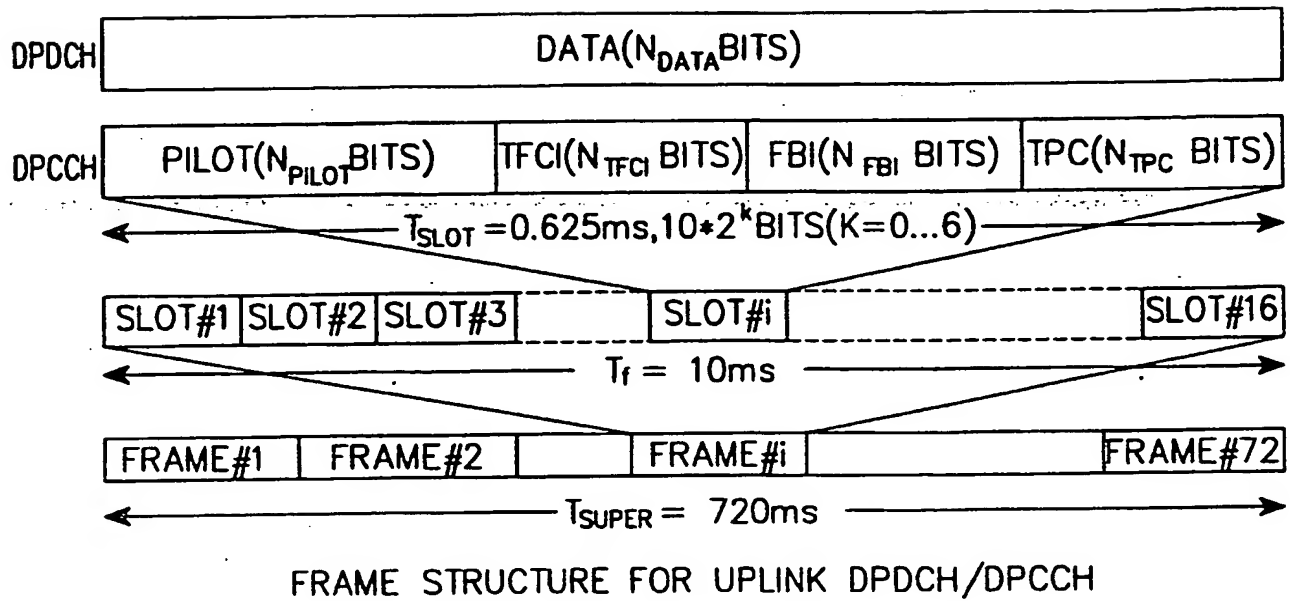 DPDCH DATA(N_DATA BITS)
DPCCH PILOT(N_PILOT BITS) TFCI(N_TFCI BITS) FBI(N_FBI BITS) TPC(N_TPC BITS)
T_SLOT = 0.625ms, 10*2^k BITS(K=0...6)
SLOT#1 SLOT#2 SLOT#3 SLOT#i SLOT#16
T_f = 10ms
FRAME#1 FRAME#2 FRAME#i FRAME#72
T_SUPER = 720ms
FRAME STRUCTURE FOR UPLINK DPDCH/DPCCH